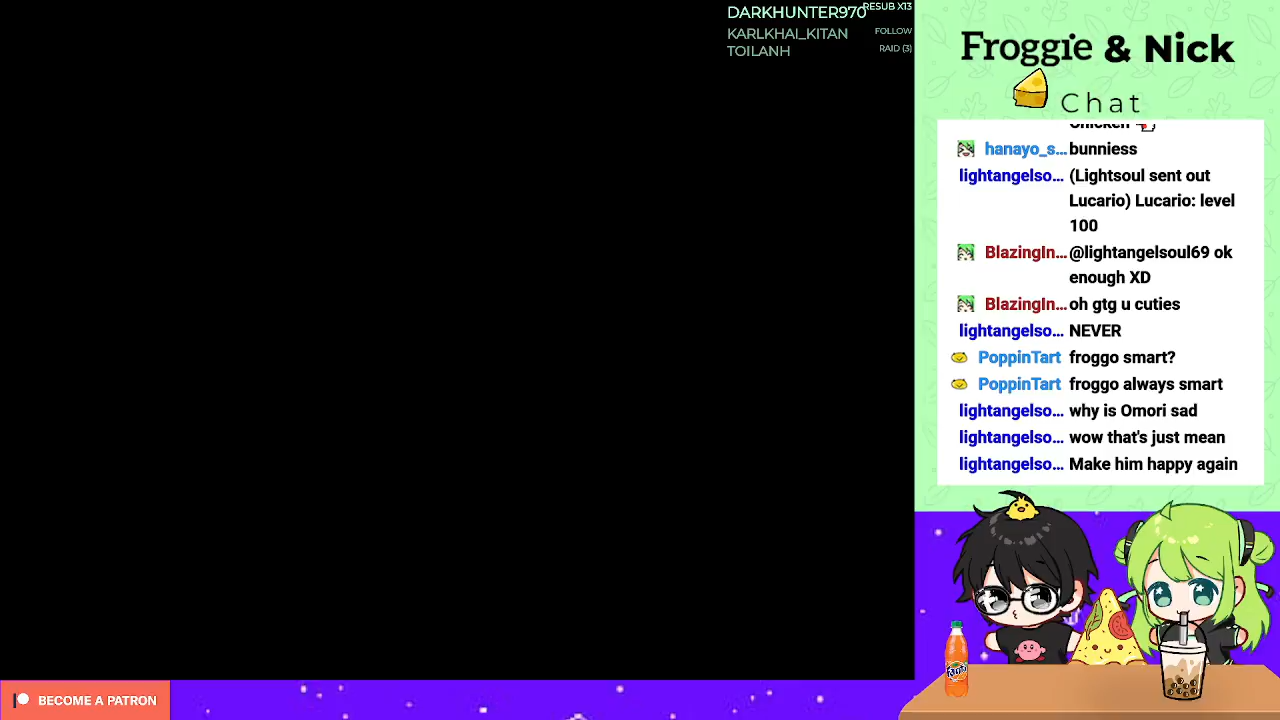 DARKHUNTER970 RESUB X13
KARLKHAI_KITAN FOLLOW
TOILANH RAID (3)
Froggie & Nick
Chat
Chicken
hanayo_s... bunniess
lightangelso... (Lightsoul sent out
Lucario) Lucario: level
100
BlazingIn... @lightangelsoul69 ok
enough XD
BlazingIn... oh gtg u cuties
lightangelso... NEVER
PoppinTart froggo smart?
PoppinTart froggo always smart
lightangelso... why is Omori sad
lightangelso... wow that's just mean
lightangelso... Make him happy again
BECOME A PATRON